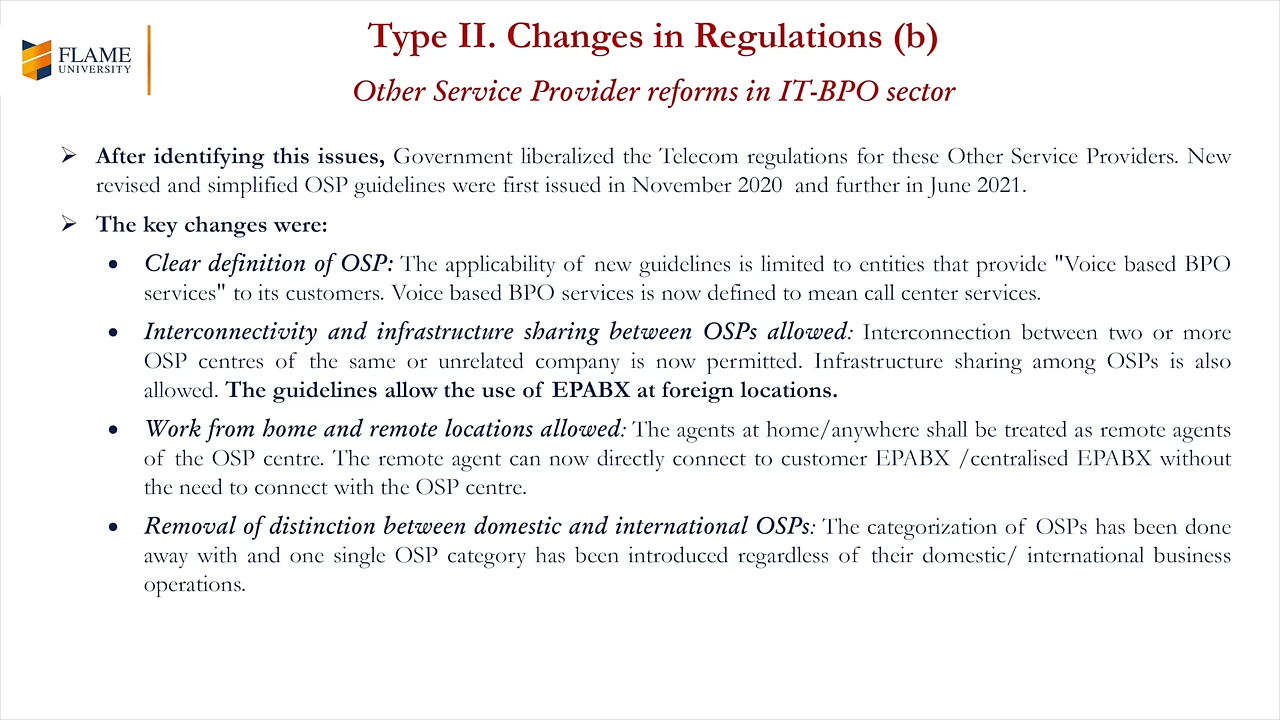 FLAME
UNIVERSITY
Type II. Changes in Regulations (b)
Other Service Provider reforms in IT-BPO sector
➢ After identifying this issues, Government liberalized the Telecom regulations for these Other Service Providers. New
revised and simplified OSP guidelines were first issued in November 2020 and further in June 2021.
➢ The key changes were:
• Clear definition of OSP: The applicability of new guidelines is limited to entities that provide "Voice based BPO
services" to its customers. Voice based BPO services is now defined to mean call center services.
• Interconnectivity and infrastructure sharing between OSPs allowed: Interconnection between two or more
OSP centres of the same or unrelated company is now permitted. Infrastructure sharing among OSPs is also
allowed. The guidelines allow the use of EPABX at foreign locations.
• Work from home and remote locations allowed: The agents at home/anywhere shall be treated as remote agents
of the OSP centre. The remote agent can now directly connect to customer EPABX /centralised EPABX without
the need to connect with the OSP centre.
• Removal of distinction between domestic and international OSPs: The categorization of OSPs has been done
away with and one single OSP category has been introduced regardless of their domestic/ international business
operations.